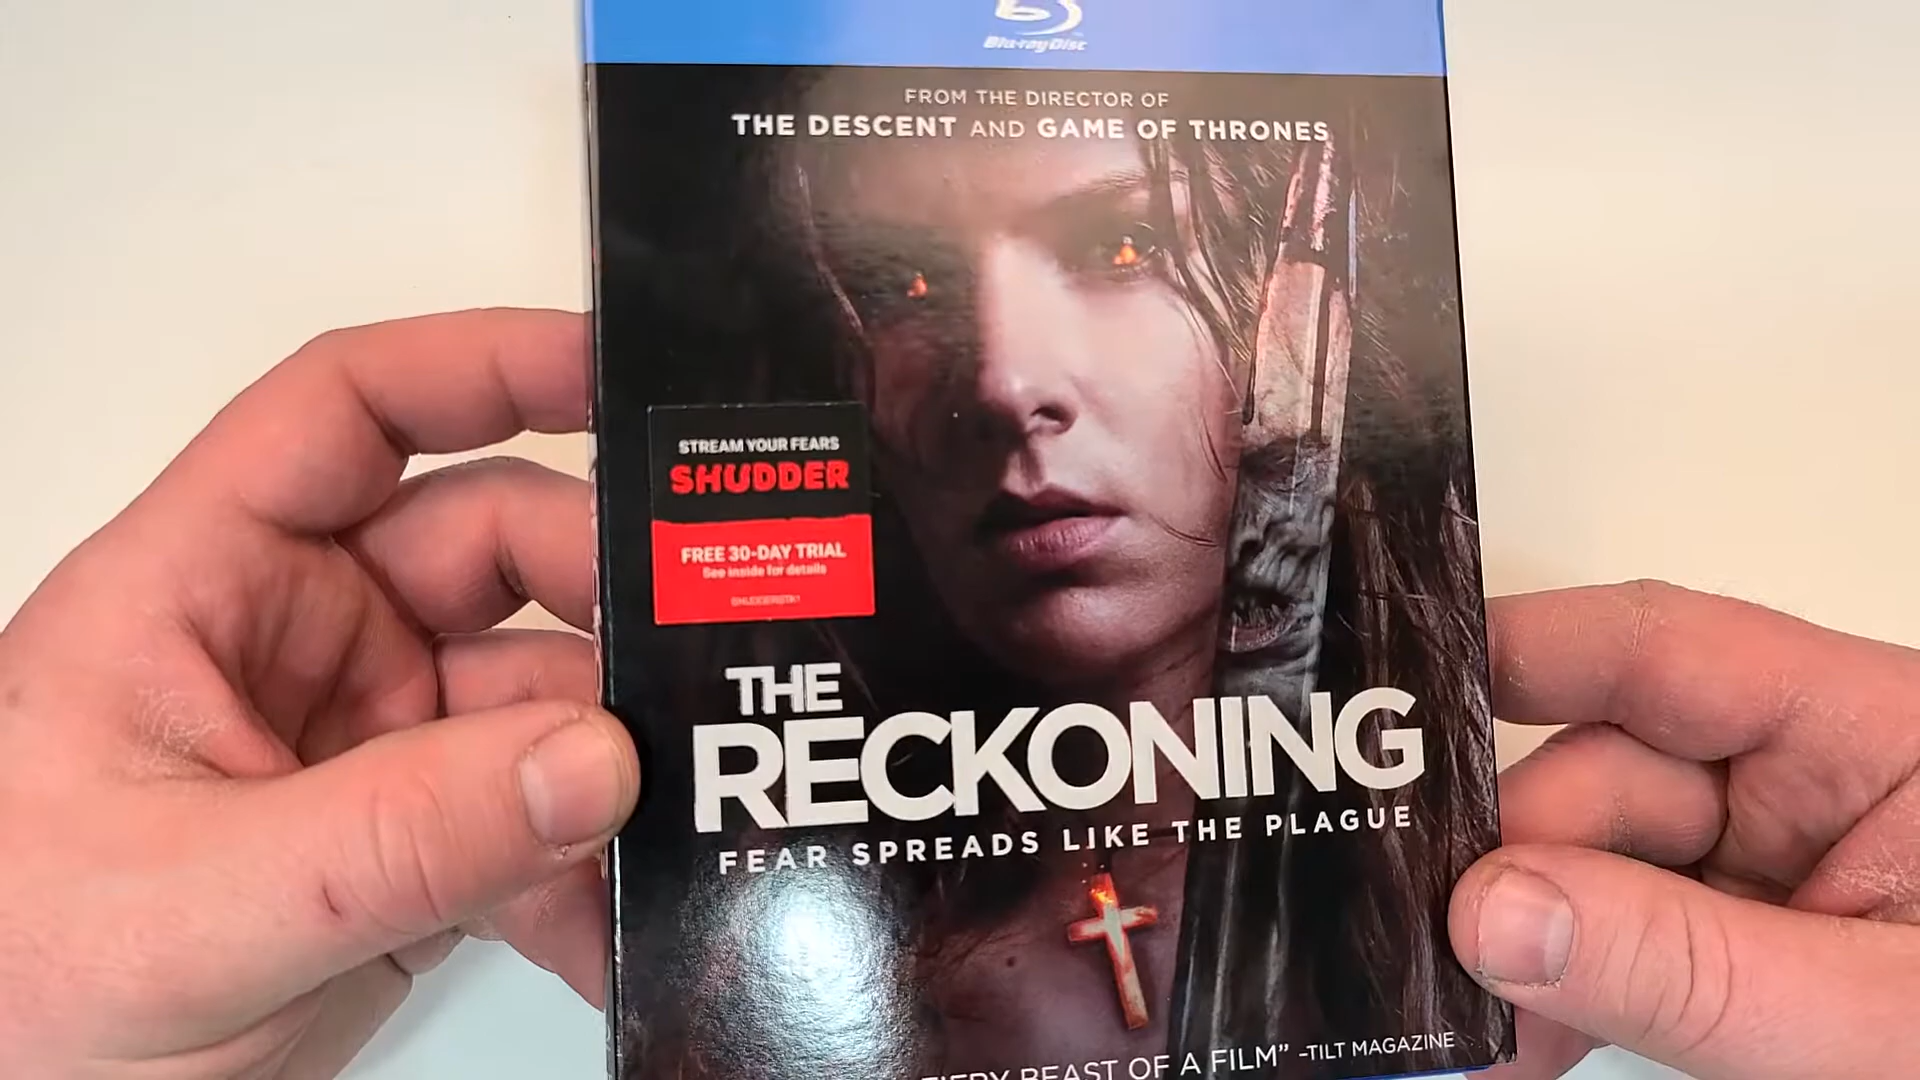 Blu-ray Disc
FROM THE DIRECTOR OF
THE DESCENT AND GAME OF THRONES
STREAM YOUR FEARS
SHUDDER
FREE 30-DAY TRIAL
See inside for details
THE
RECKONING
FEAR SPREADS LIKE THE PLAGUE
FIERY BEAST OF A FILM” -TILT MAGAZINE